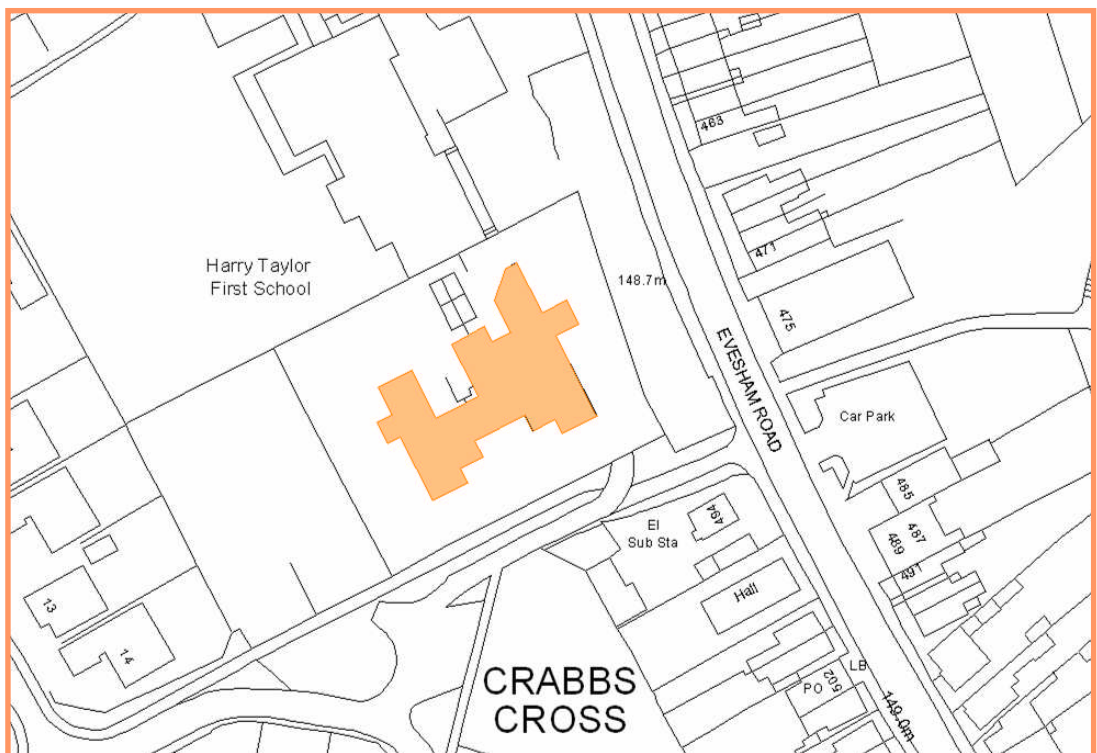 463
Harry Taylor
First School
471
148.7m
475
EVESHAM ROAD
Car Park
485
494
El
Sub Sta
487
489
491
Hall
13
14
CRABBS
CROSS
LB
502
PO
149.0m